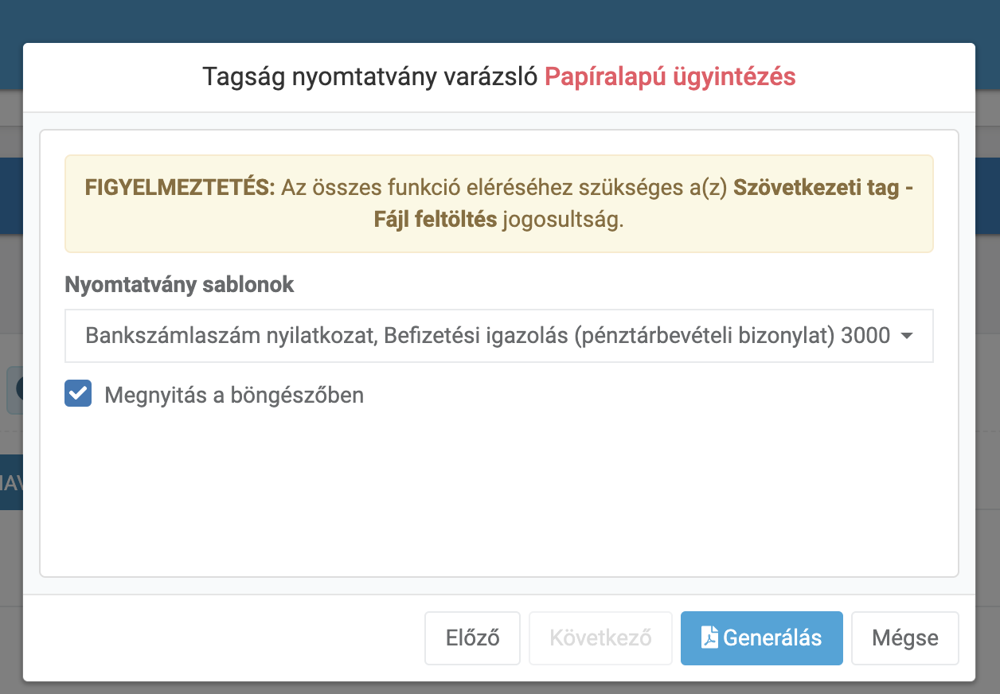 Tagság nyomtatvány varázsló Papíralapú ügyintézés
FIGYELMEZTETÉS: Az összes funkció eléréséhez szükséges a(z) Szövetkezeti tag -
Fájl feltöltés jogosultság.
Nyomtatvány sablonok
Bankszámlaszám nyilatkozat, Befizetési igazolás (pénztárbevételi bizonylat) 3000
Megnyitás a böngészőben
Előző Következő Generálás Mégse